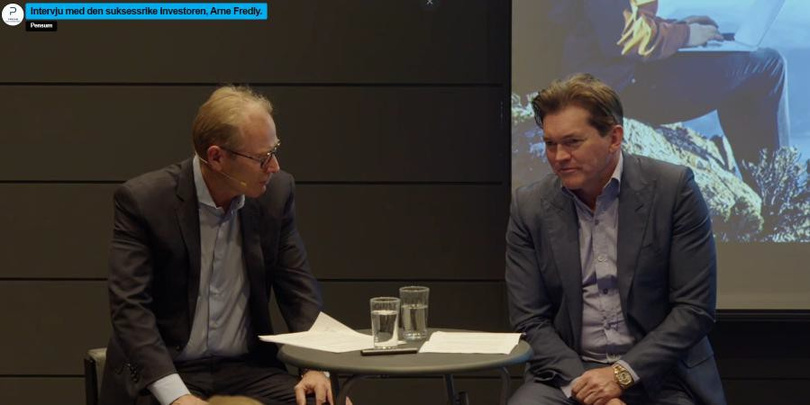 Intervju med den suksessrike investoren, Arne Fredly.
Pensum